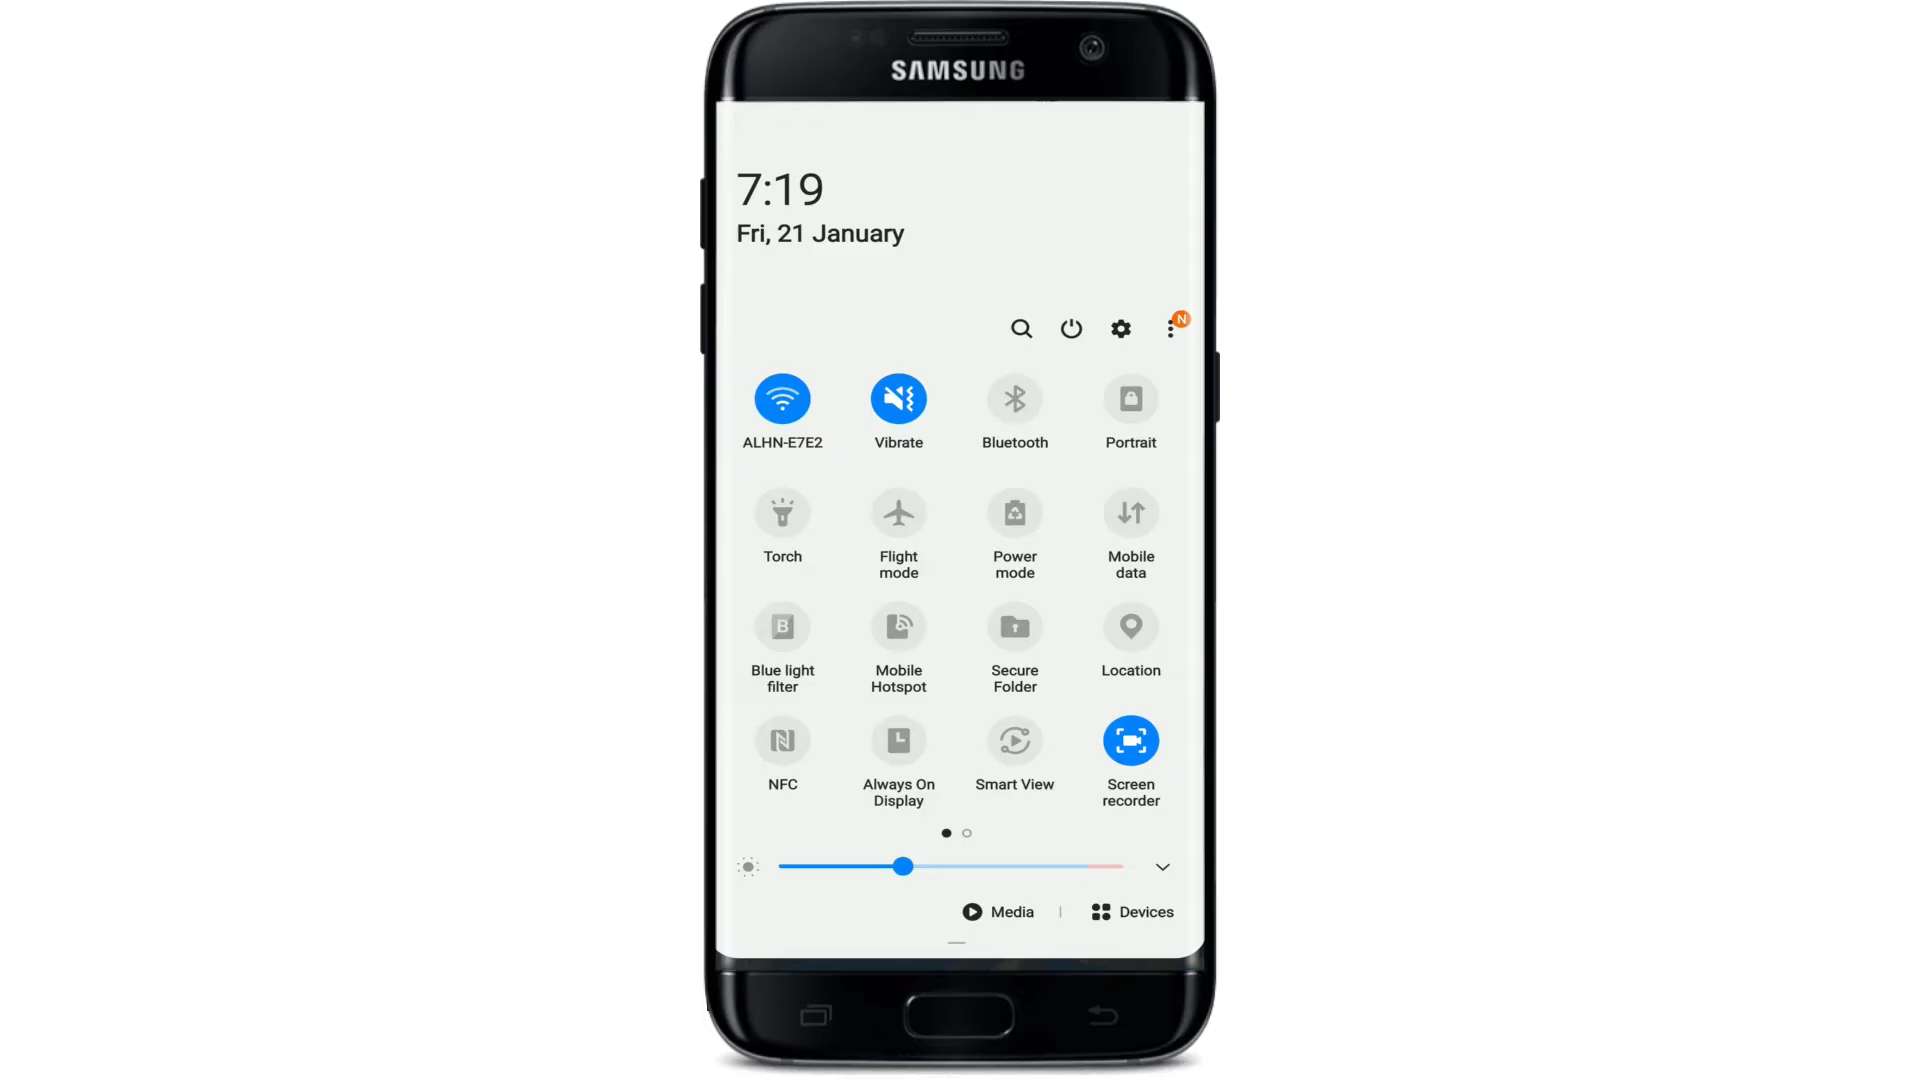 SAMSUNG
7:19
Fri, 21 January
N
ALHN-E7E2
Vibrate
Bluetooth
Portrait
Torch
Flight
mode
Power
mode
Mobile
data
B
Blue light
filter
Mobile
Hotspot
Secure
Folder
Location
NFC
Always On
Display
Smart View
Screen
recorder
Media
Devices